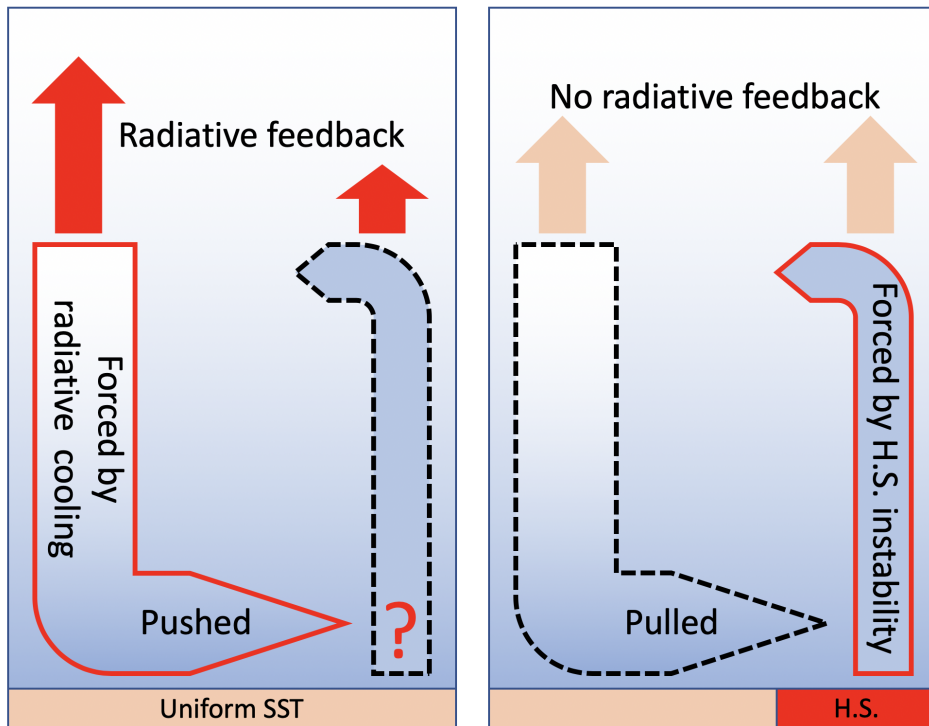 Radiative feedback
Forced by
radiative cooling
Pushed
?
Uniform SST
No radiative feedback
Forced by H.S. instability
Pulled
H.S.